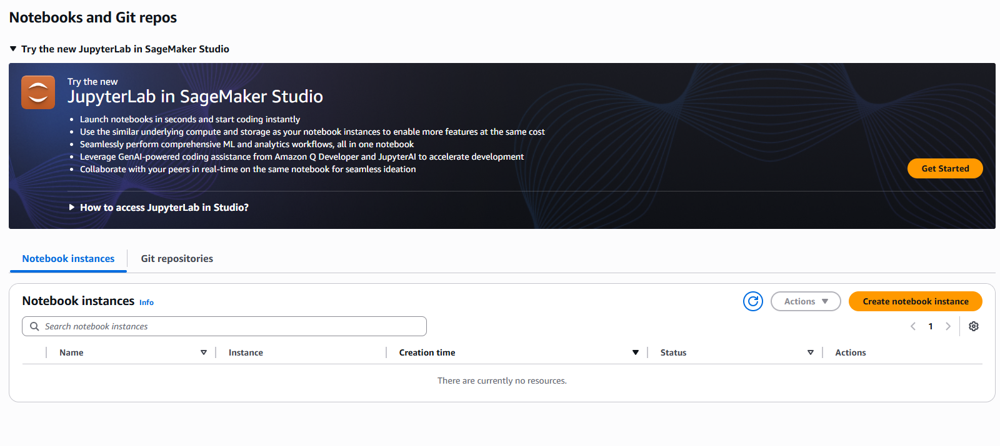 Notebooks and Git repos
Try the new JupyterLab in SageMaker Studio
Try the new
JupyterLab in SageMaker Studio
Launch notebooks in seconds and start coding instantly
Use the similar underlying compute and storage as your notebook instances to enable more features at the same cost
Seamlessly perform comprehensive ML and analytics workflows, all in one notebook
Leverage GenAI-powered coding assistance from Amazon Q Developer and JupyterAI to accelerate development
Collaborate with your peers in real-time on the same notebook for seamless ideation
Get Started
How to access JupyterLab in Studio?
Notebook instances Git repositories
Notebook instances Info Actions Create notebook instance
Search notebook instances 1
Name Instance Creation time Status Actions
There are currently no resources.